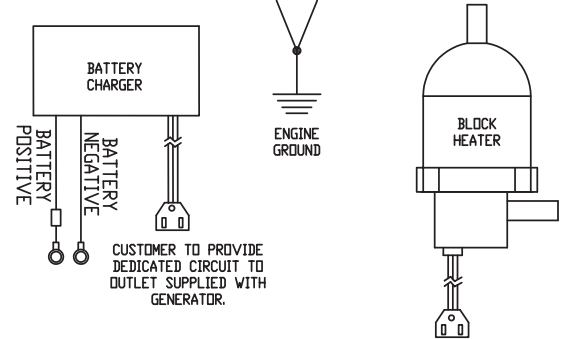 BATTERY
CHARGER
BATTERY
POSITIVE
BATTERY
NEGATIVE
CUSTOMER TO PROVIDE
DEDICATED CIRCUIT TO
OUTLET SUPPLIED WITH
GENERATOR.
ENGINE
GROUND
BLOCK
HEATER